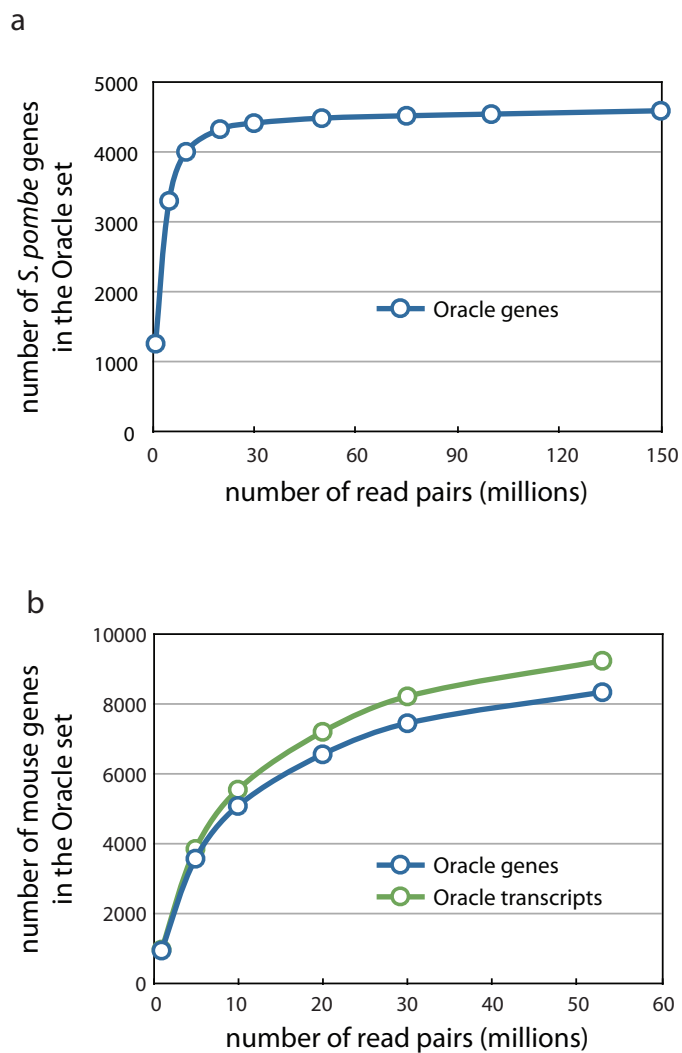 a
number of S. pombe genes
in the Oracle set
5000
4000
3000
2000
1000
0
Oracle genes
0 30 60 90 120 150
number of read pairs (millions)
b
number of mouse genes
in the Oracle set
10000
8000
6000
4000
2000
0
Oracle genes
Oracle transcripts
0 10 20 30 40 50 60
number of read pairs (millions)